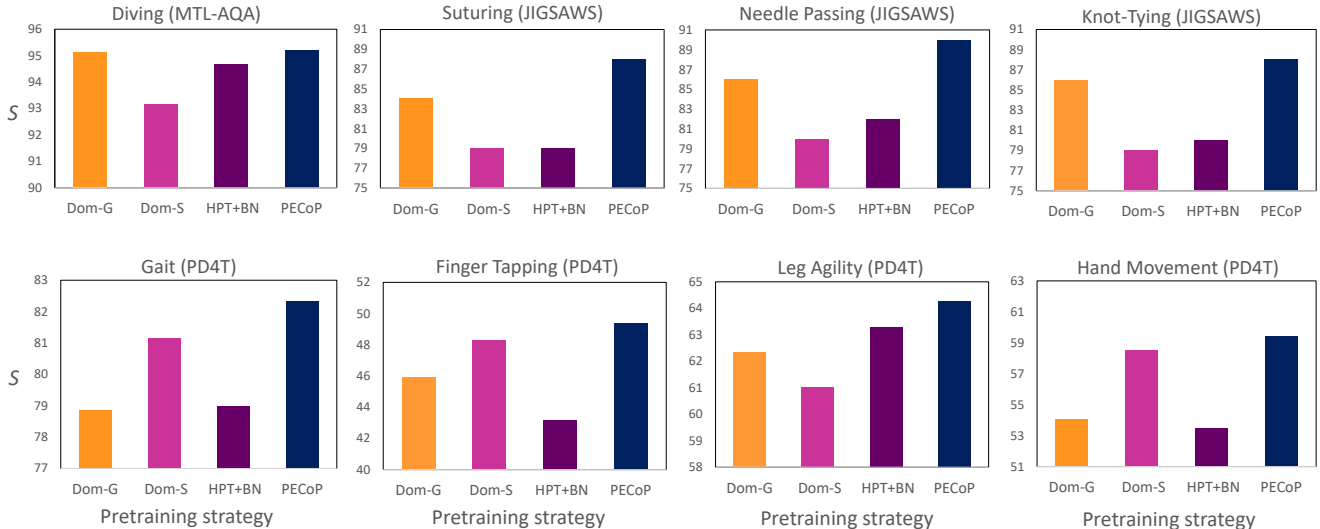 Diving (MTL-AQA)
S
96
95
94
93
92
91
90
Dom-G Dom-S HPT+BN PECoP
Suturing (JIGSAWS)
91
89
87
85
83
81
79
77
75
Dom-G Dom-S HPT+BN PECoP
Needle Passing (JIGSAWS)
91
89
87
85
83
81
79
77
75
Dom-G Dom-S HPT+BN PECoP
Knot-Tying (JIGSAWS)
91
89
87
85
83
81
79
77
75
Dom-G Dom-S HPT+BN PECoP
Gait (PD4T)
S
83
82
81
80
79
78
77
Dom-G Dom-S HPT+BN PECoP
Pretraining strategy
Finger Tapping (PD4T)
52
50
48
46
44
42
40
Dom-G Dom-S HPT+BN PECoP
Pretraining strategy
Leg Agility (PD4T)
65
64
63
62
61
60
59
58
Dom-G Dom-S HPT+BN PECoP
Pretraining strategy
Hand Movement (PD4T)
63
61
59
57
55
53
51
Dom-G Dom-S HPT+BN PECoP
Pretraining strategy